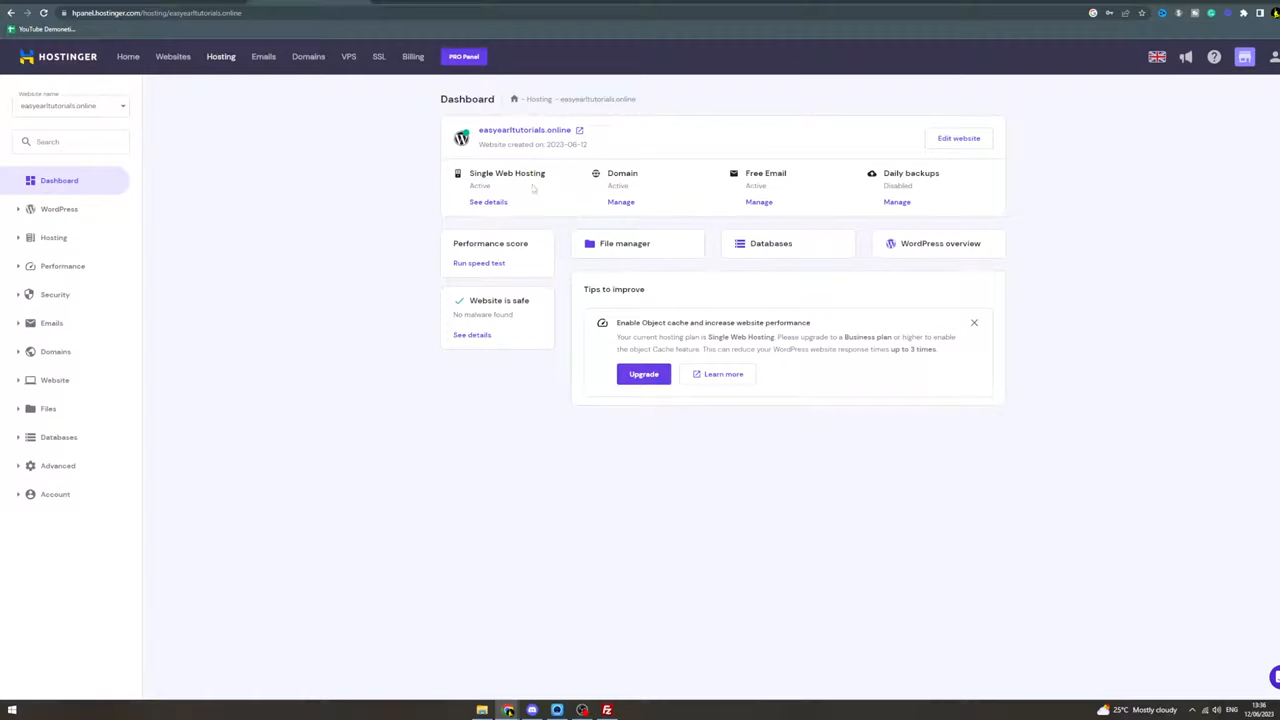 hpanel.hostinger.com/hosting/easyearltutorials.online
YouTube Demoneti...
HOSTINGER
Home
Websites
Hosting
Emails
Domains
VPS
SSL
Billing
PRO Panel
Website name
easyearltutorials.online
Search
Dashboard
WordPress
Hosting
Performance
Security
Emails
Domains
Website
Files
Databases
Advanced
Account
Dashboard
- Hosting - easyearltutorials.online
easyearltutorials.online
Website created on: 2023-06-12
Edit website
Single Web Hosting
Active
See details
Domain
Active
Manage
Free Email
Active
Manage
Daily backups
Disabled
Manage
Performance score
Run speed test
File manager
Databases
WordPress overview
Website is safe
No malware found
See details
Tips to improve
Enable Object cache and increase website performance
Your current hosting plan is Single Web Hosting. Please upgrade to a Business plan or higher to enable
the object Cache feature. This can reduce your WordPress website response times up to 3 times.
Upgrade
Learn more
25°C Mostly cloudy
ENG
13:36
12/06/2023